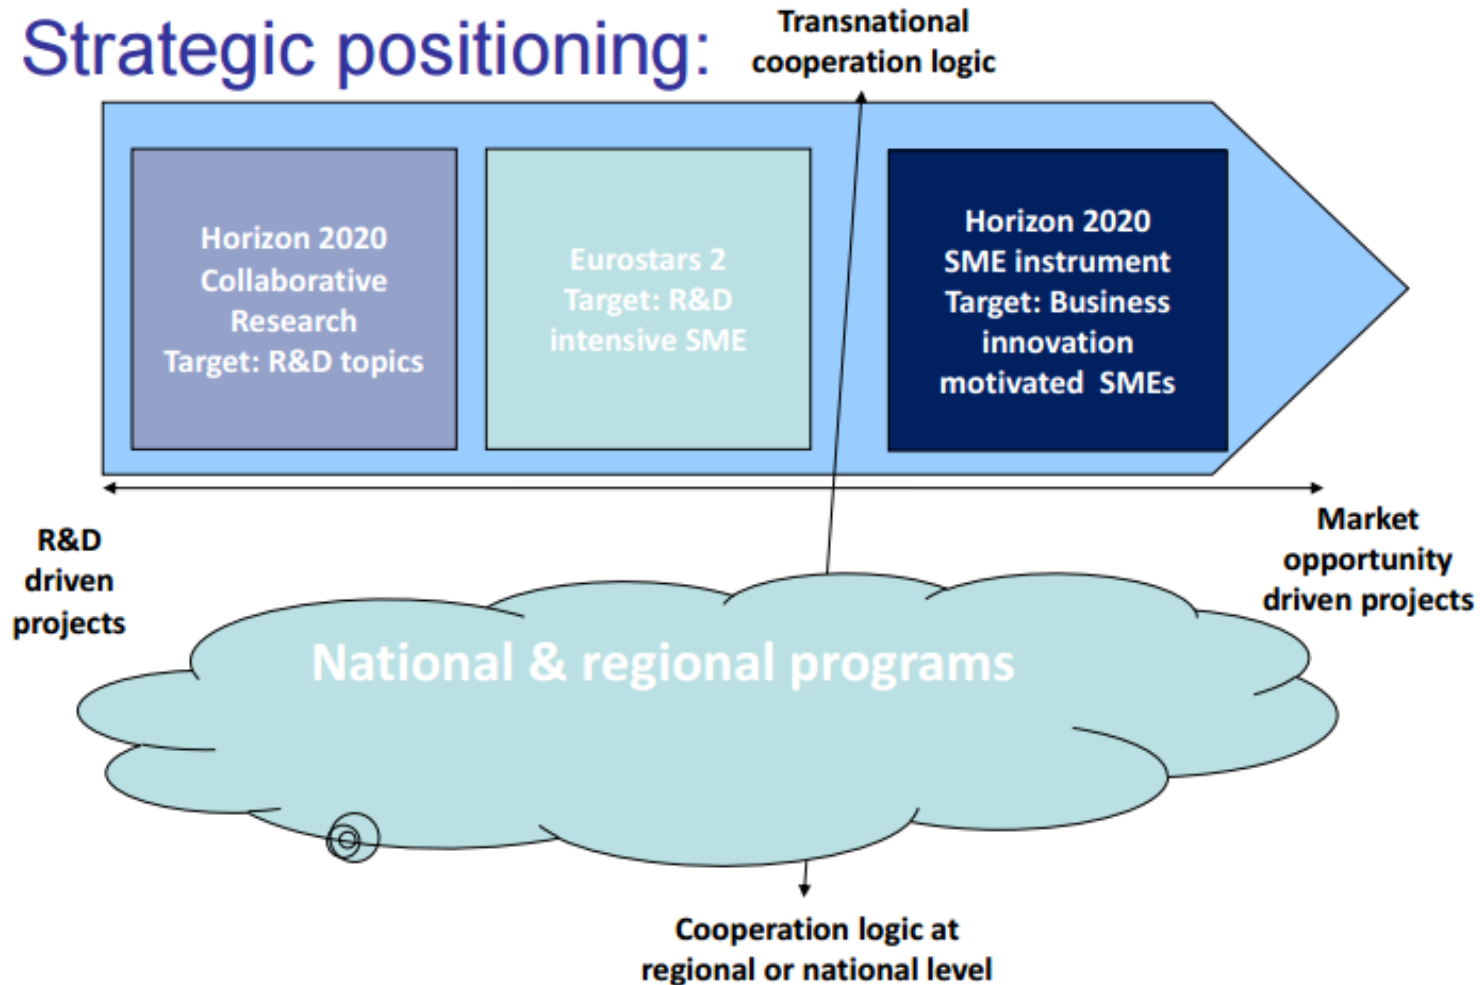 Strategic positioning:
Transnational
cooperation logic
Horizon 2020
Collaborative
Research
Target: R&D topics
Eurostars 2
Target: R&D
intensive SME
Horizon 2020
SME instrument
Target: Business
innovation
motivated SMEs
R&D
driven
projects
Market
opportunity
driven projects
National & regional programs
Cooperation logic at
regional or national level